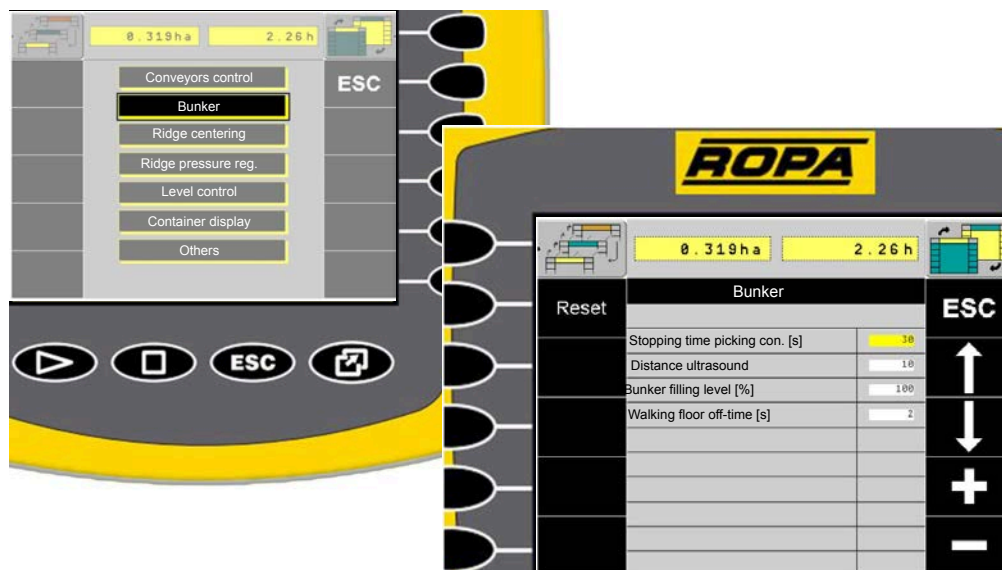 0.319ha 2.26h
ESC
Conveyors control
Bunker
Ridge centering
Ridge pressure reg.
Level control
Container display
Others
ESC
ROPA
0.319ha 2.26h
Bunker
Reset
ESC
Stopping time picking con. [s] 30
Distance ultrasound 10
Bunker filling level [%] 100
Walking floor off-time [s] 2